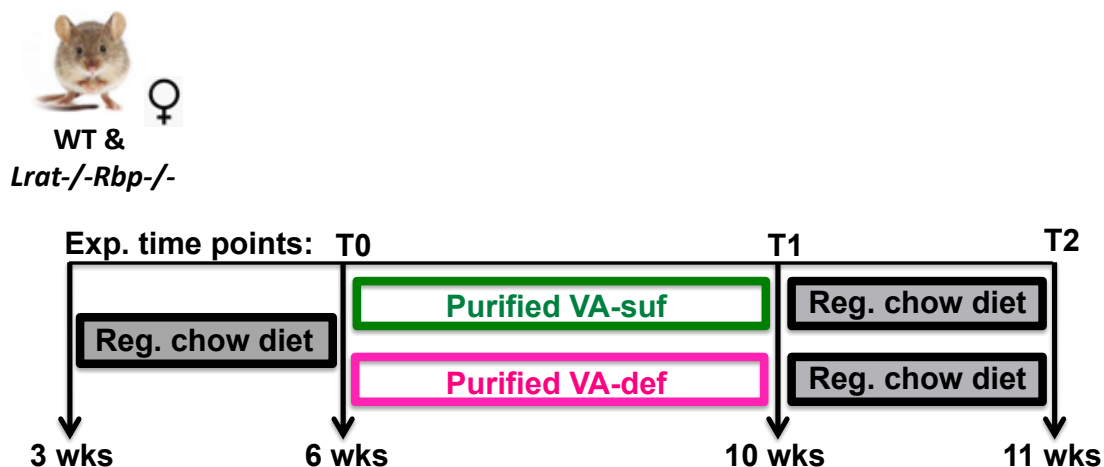 ♀
WT &
Lrat-/-Rbp-/-
Exp. time points: T0 T1 T2
Purified VA-suf Reg. chow diet
Reg. chow diet
Purified VA-def Reg. chow diet
3 wks 6 wks 10 wks 11 wks